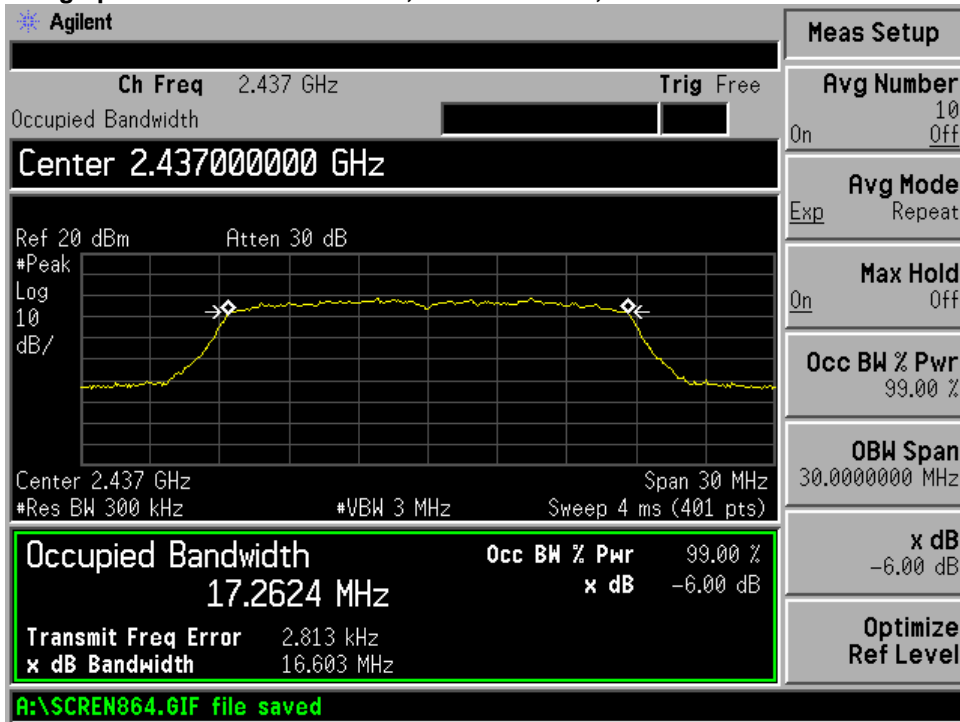 Agilent
Ch Freq 2.437 GHz Trig Free
Occupied Bandwidth
Center 2.437000000 GHz
Ref 20 dBm Atten 30 dB
#Peak
Log
10
dB/
Center 2.437 GHz Span 30 MHz
#Res BW 300 kHz #VBW 3 MHz Sweep 4 ms (401 pts)
Occupied Bandwidth Occ BW % Pwr 99.00 %
17.2624 MHz x dB -6.00 dB
Transmit Freq Error 2.813 kHz
x dB Bandwidth 16.603 MHz
A:\SCREN864.GIF file saved
Meas Setup
Avg Number
10
On Off
Avg Mode
Exp Repeat
Max Hold
On Off
Occ BW % Pwr
99.00 %
OBW Span
30.0000000 MHz
x dB
-6.00 dB
Optimize
Ref Level